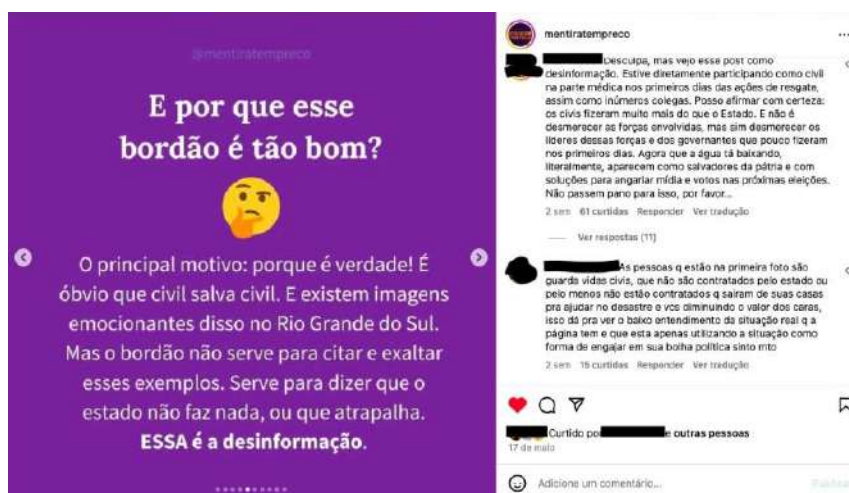 @mentiratempreco
E por que esse
bordão é tão bom?
O principal motivo: porque é verdade! É
óbvio que civil salva civil. E existem imagens
emocionantes disso no Rio Grande do Sul.
Mas o bordão não serve para citar e exaltar
esses exemplos. Serve para dizer que o
estado não faz nada, ou que atrapalha.
ESSA é a desinformação.
mentiratempreco
Desculpa, mas vejo esse post como
desinformação. Estive diretamente participando como civil
na parte médica nos primeiros dias das ações de resgate,
assim como inúmeros colegas. Posso afirmar com certeza:
os civis fizeram muito mais do que o Estado. E não é
desmerecer as forças envolvidas, mas sim desmerecer os
líderes dessas forças e dos governantes que pouco fizeram
nos primeiros dias. Agora que a água tá baixando,
literalmente, aparecem como salvadores da pátria e com
soluções para angariar mídia e votos nas próximas eleições.
Não passem pano para isso, por favor...
2 sem 61 curtidas Responder Ver tradução
Ver respostas (11)
As pessoas q estão na primeira foto são
guarda vidas civis, que não são contratados pelo estado ou
pelo menos não estão contratados q sairam de suas casas
pra ajudar no desastre e vcs diminuindo o valor dos caras,
isso dá pra ver o baixo entendimento da situação real q a
página tem e que esta apenas utilizando a situação como
forma de engajar em sua bolha política sinto mto
2 sem 15 curtidas Responder Ver tradução
Curtido por e outras pessoas
17 de maio
Adicione um comentário...